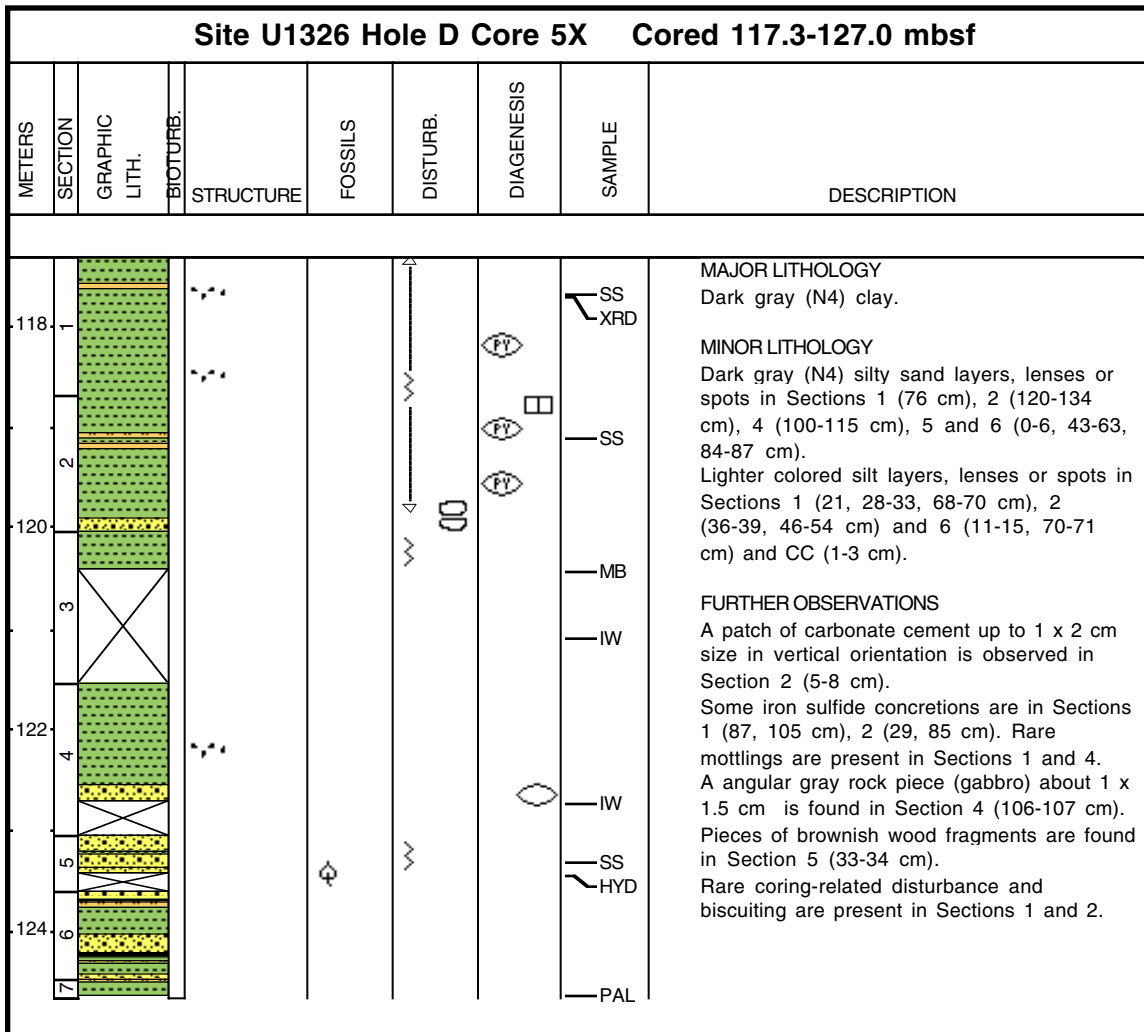 Site U1326 Hole D Core 5X Cored 117.3-127.0 mbsf
METERS
SECTION
GRAPHIC
LITH.
BIOTURB.
STRUCTURE
FOSSILS
DISTURB.
DIAGENESIS
SAMPLE
DESCRIPTION
118
120
122
124
1
2
3
4
5
6
7
PY
PY
PY
SS
XRD
SS
MB
IW
IW
SS
HYD
PAL
MAJOR LITHOLOGY
Dark gray (N4) clay.
MINOR LITHOLOGY
Dark gray (N4) silty sand layers, lenses or
spots in Sections 1 (76 cm), 2 (120-134
cm), 4 (100-115 cm), 5 and 6 (0-6, 43-63,
84-87 cm).
Lighter colored silt layers, lenses or spots in
Sections 1 (21, 28-33, 68-70 cm), 2
(36-39, 46-54 cm) and 6 (11-15, 70-71
cm) and CC (1-3 cm).
FURTHER OBSERVATIONS
A patch of carbonate cement up to 1 x 2 cm
size in vertical orientation is observed in
Section 2 (5-8 cm).
Some iron sulfide concretions are in Sections
1 (87, 105 cm), 2 (29, 85 cm). Rare
mottlings are present in Sections 1 and 4.
A angular gray rock piece (gabbro) about 1 x
1.5 cm is found in Section 4 (106-107 cm).
Pieces of brownish wood fragments are found
in Section 5 (33-34 cm).
Rare coring-related disturbance and
biscuiting are present in Sections 1 and 2.